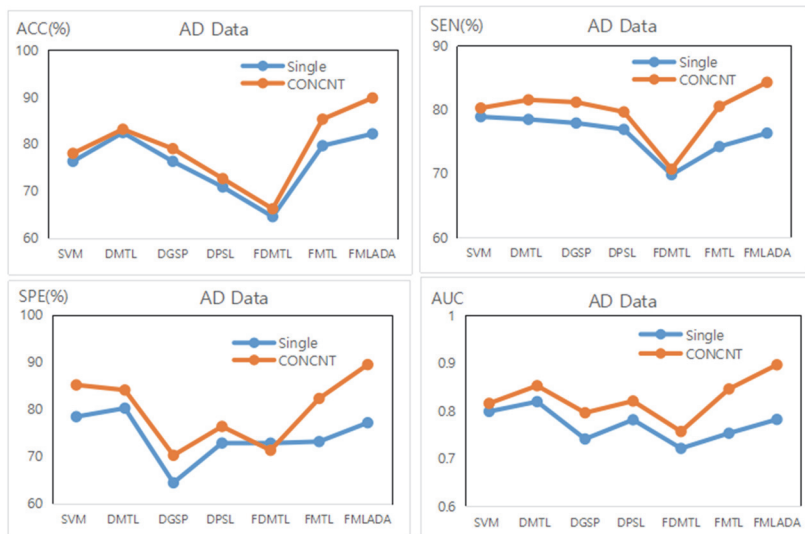 ACC(%) AD Data
100
Single
CONCNT
90
80
70
60
SVM DMTL DGSP DPSL FDMTL FMTL FMLADA
SEN(%) AD Data
90
Single
CONCNT
80
70
60
SVM DMTL DGSP DPSL FDMTL FMTL FMLADA
SPE(%) AD Data
100
Single
CONCNT
90
80
70
60
SVM DMTL DGSP DPSL FDMTL FMTL FMLADA
AUC AD Data
1
Single
CONCNT
0.9
0.8
0.7
0.6
SVM DMTL DGSP DPSL FDMTL FMTL FMLADA